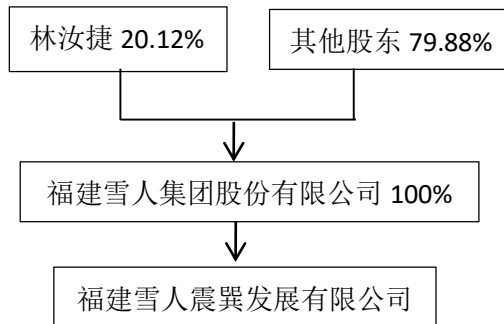 林汝捷 20.12%
其他股东 79.88%
福建雪人集团股份有限公司 100%
福建雪人震巽发展有限公司